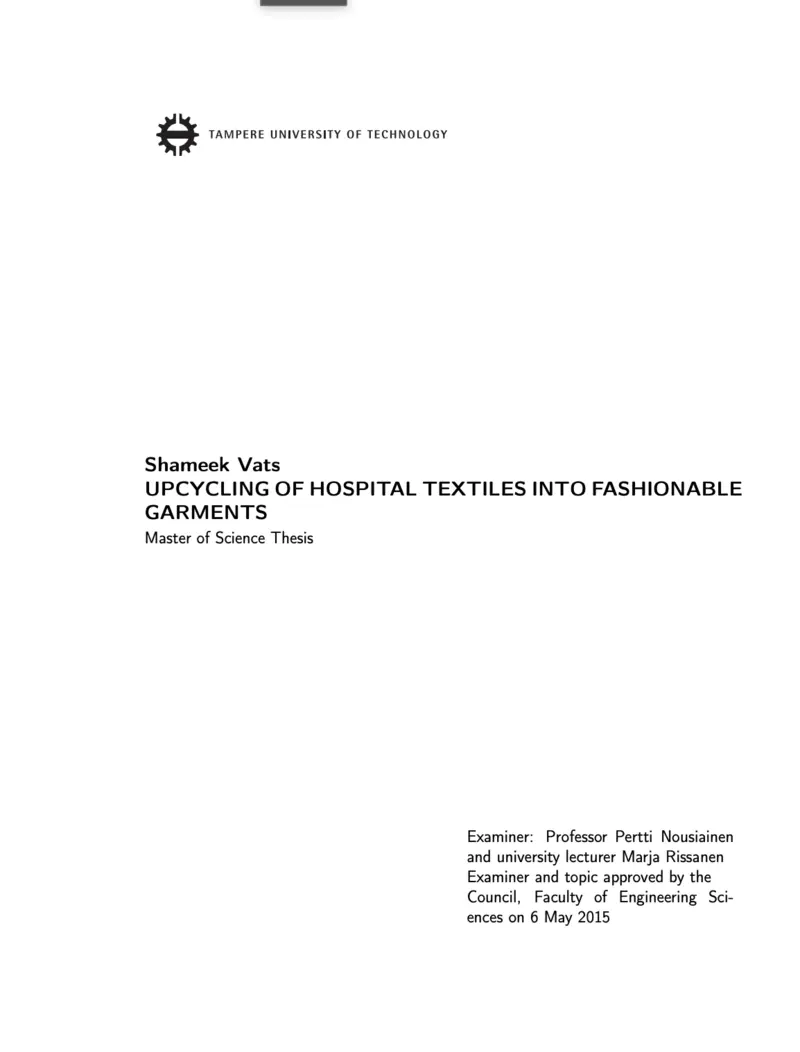 TAMPERE UNIVERSITY OF TECHNOLOGY
Shameek Vats
UPCYCLING OF HOSPITAL TEXTILES INTO FASHIONABLE
GARMENTS
Master of Science Thesis
Examiner: Professor Pertti Nousiainen
and university lecturer Marja Rissanen
Examiner and topic approved by the
Council, Faculty of Engineering Sci-
ences on 6 May 2015